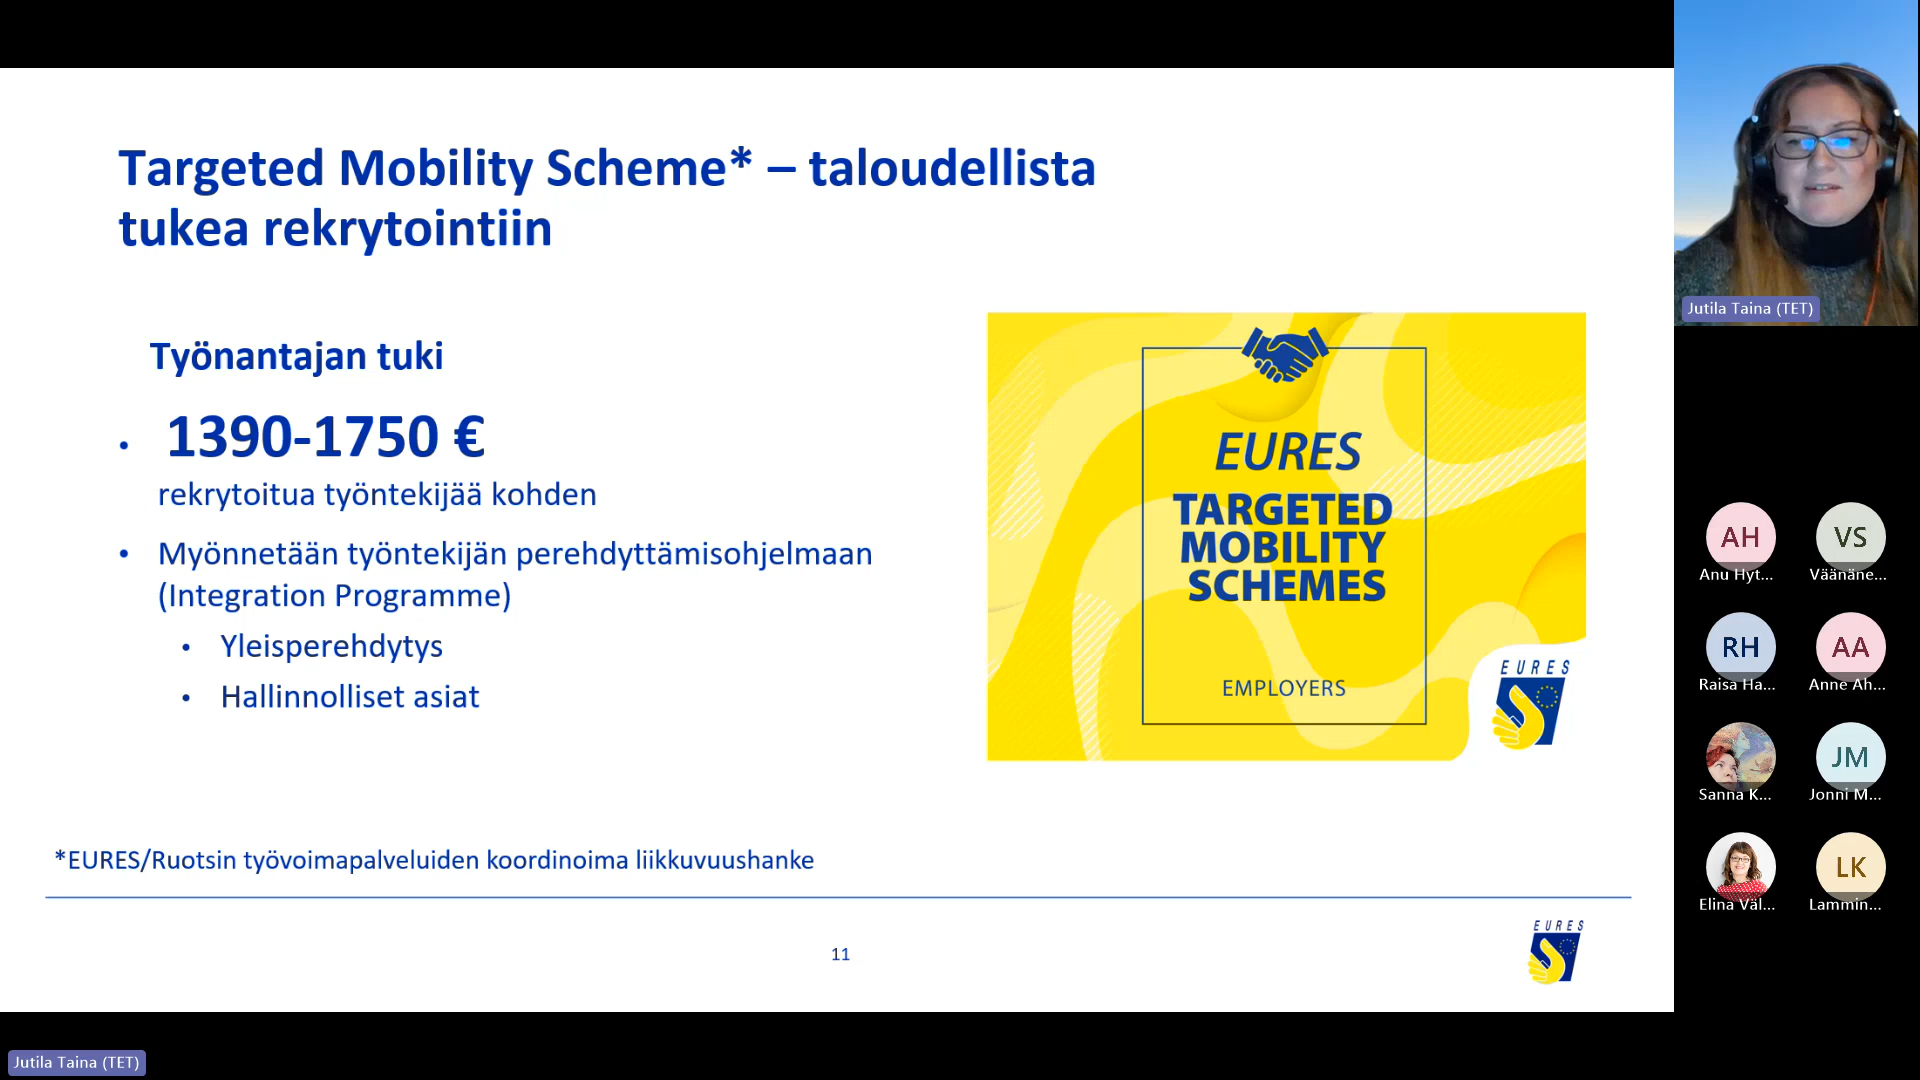 Targeted Mobility Scheme* – taloudellista
tukea rekrytointiin
Työnantajan tuki
• 1390-1750 €
rekrytoitua työntekijää kohden
• Myönnetään työntekijän perehdyttämisohjelmaan
(Integration Programme)
• Yleisperehdytys
• Hallinnolliset asiat
EURES
TARGETED
MOBILITY
SCHEMES
EMPLOYERS
EURES
*EURES/Ruotsin työvoimapalveluiden koordinoima liikkuvuushanke
11
EURES
Jutila Taina (TET)
Jutila Taina (TET)
AH
Anu Hyt...
VS
Väänäne...
RH
Raisa Ha...
AA
Anne Ah...
Sanna K...
JM
Jonni M...
Elina Väl...
LK
Lammin...